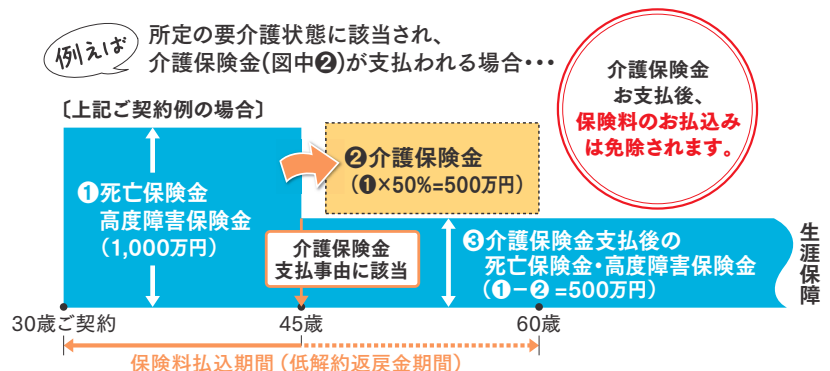 例えば
所定の要介護状態に該当され、
介護保険金(図中❷)が支払われる場合･･･
介護保険金
お支払後、
保険料のお払込み
は免除されます。
〔上記ご契約例の場合〕
❶死亡保険金
高度障害保険金
（1,000万円）
❷介護保険金
（❶×50%=500万円）
介護保険金
支払事由に該当
❸介護保険金支払後の
死亡保険金・高度障害保険金
（❶－❷＝500万円）
生涯保障
30歳ご契約
45歳
60歳
保険料払込期間（低解約返戻金期間）